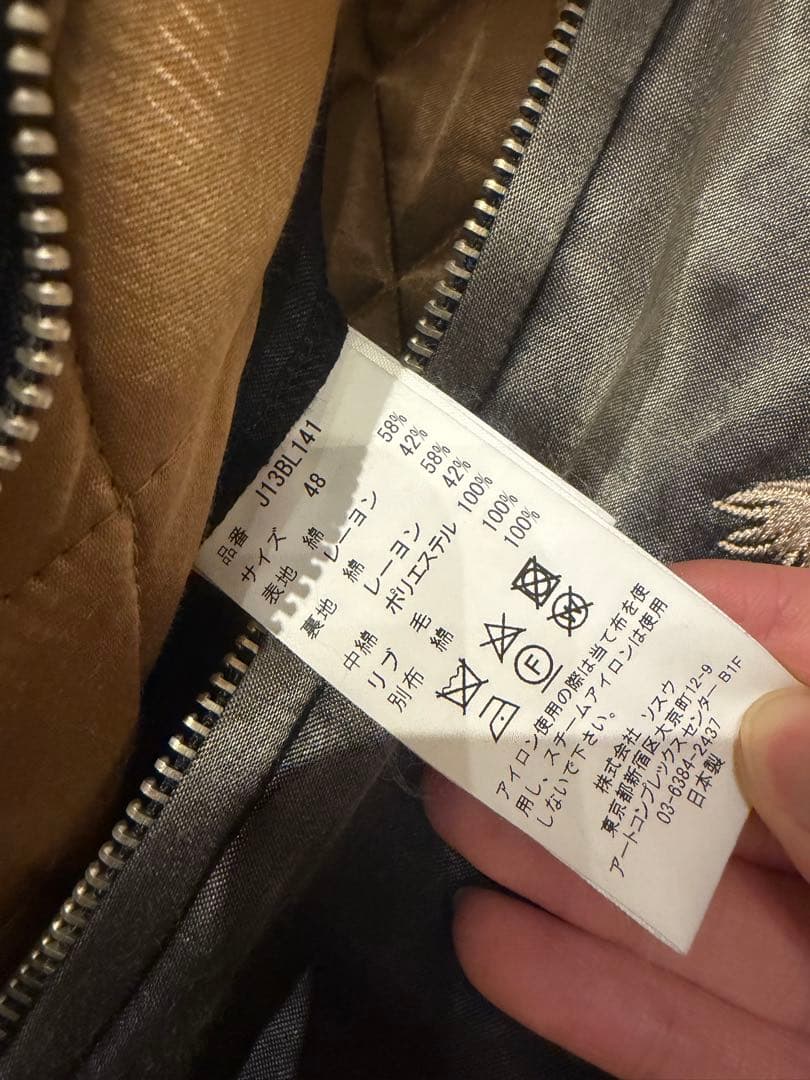 品番 J13BL141
サイズ 48
表地 綿 58%
レーヨン 42%
裏地 綿 58%
レーヨン 42%
中綿 ポリエステル 100%
リブ 毛 100%
別布 綿 100%
W
F
アイロン使用の際は当て布を使
用し、スチームアイロンは使用
しないで下さい。
株式会社 ソスウ
東京都新宿区大京町12-9
アートコンプレックスセンター B1F
03-6384-2437
日本製